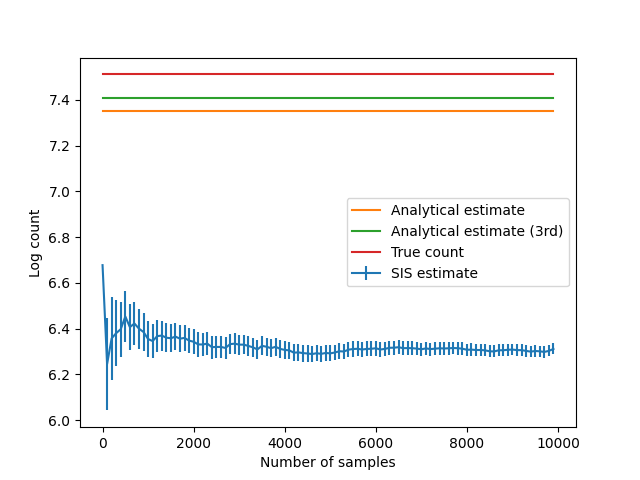 7.4
7.2
7.0
6.8
6.6
6.4
6.2
6.0
Log count
Analytical estimate
Analytical estimate (3rd)
True count
SIS estimate
0 2000 4000 6000 8000 10000
Number of samples